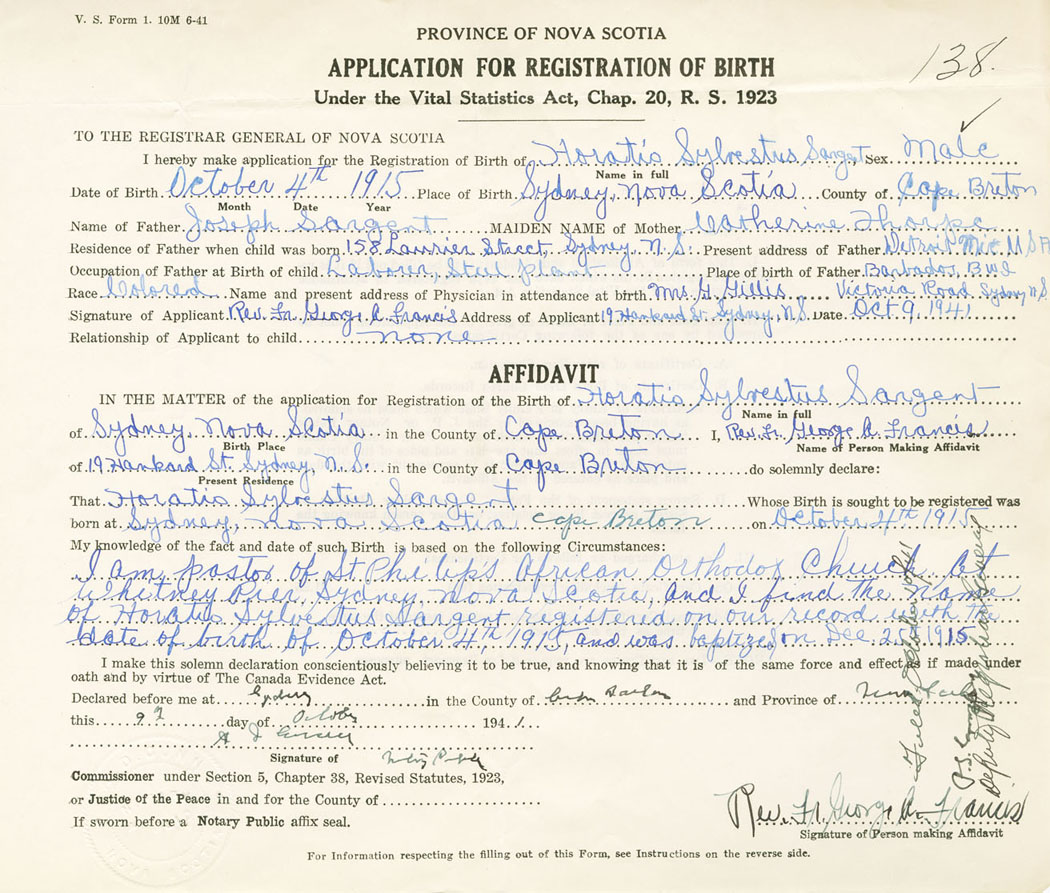 V. S. Form 1. 10M 6-41
PROVINCE OF NOVA SCOTIA
138.
APPLICATION FOR REGISTRATION OF BIRTH
Under the Vital Statistics Act, Chap. 20, R. S. 1923
TO THE REGISTRAR GENERAL OF NOVA SCOTIA
I hereby make application for the Registration of Birth of Horatio Sylvestus Sargent Sex Male
Name in full
Date of Birth October 4th 1915 Place of Birth Sydney, Nova Scotia County of Cape Breton
Month Date Year
Name of Father Joseph Sargent MAIDEN NAME of Mother Catherine Thorpe
Residence of Father when child was born 158 Laurier Street, Sydney N.S. Present address of Father Detroit Mic U S A
Occupation of Father at Birth of child Laborer, Steel plant Place of birth of Father Barbados, B W I
Race Colored Name and present address of Physician in attendance at birth Mrs. G. Gillis Victoria Road Sydney N S
Signature of Applicant Rev. Fr. George A. Francis Address of Applicant 19 Hankard St. Sydney, N.S. Date Oct 9, 1941
Relationship of Applicant to child none
AFFIDAVIT
IN THE MATTER of the application for Registration of the Birth of Horatio Sylvestus Sargent
Name in full
of Sydney, Nova Scotia in the County of Cape Breton I, Rev. Fr. George A. Francis
Birth Place Name of Person Making Affidavit
of 19 Hankard St. Sydney, N. S. in the County of Cape Breton do solemnly declare:
Present Residence
That Horatio Sylvestus Sargent Whose Birth is sought to be registered was
born at Sydney, Nova Scotia Cape Breton on October 4th 1915
My knowledge of the fact and date of such Birth is based on the following Circumstances:
I am pastor of St Philip's African Orthodox Church, At
Whitney Pier, Sydney Nova Scotia, and I find the name
of Horatio Sylvestus Sargent registered on our record with the
date of birth of October 4th, 1915, and was baptized on Dec 25, 1915
I make this solemn declaration conscientiously believing it to be true, and knowing that it is of the same force and effect as if made under
oath and by virtue of The Canada Evidence Act.
Declared before me at Sydney in the County of Cape Breton and Province of Nova Scotia
this 9th day of October 1941
Signature of Notary Public
Commissioner under Section 5, Chapter 38, Revised Statutes, 1923,
or Justice of the Peace in and for the County of
If sworn before a Notary Public affix seal.
Rev. Fr. George A. Francis
Signature of Person making Affidavit
Filed October
Deputy Registrar General
For Information respecting the filling out of this Form, see Instructions on the reverse side.